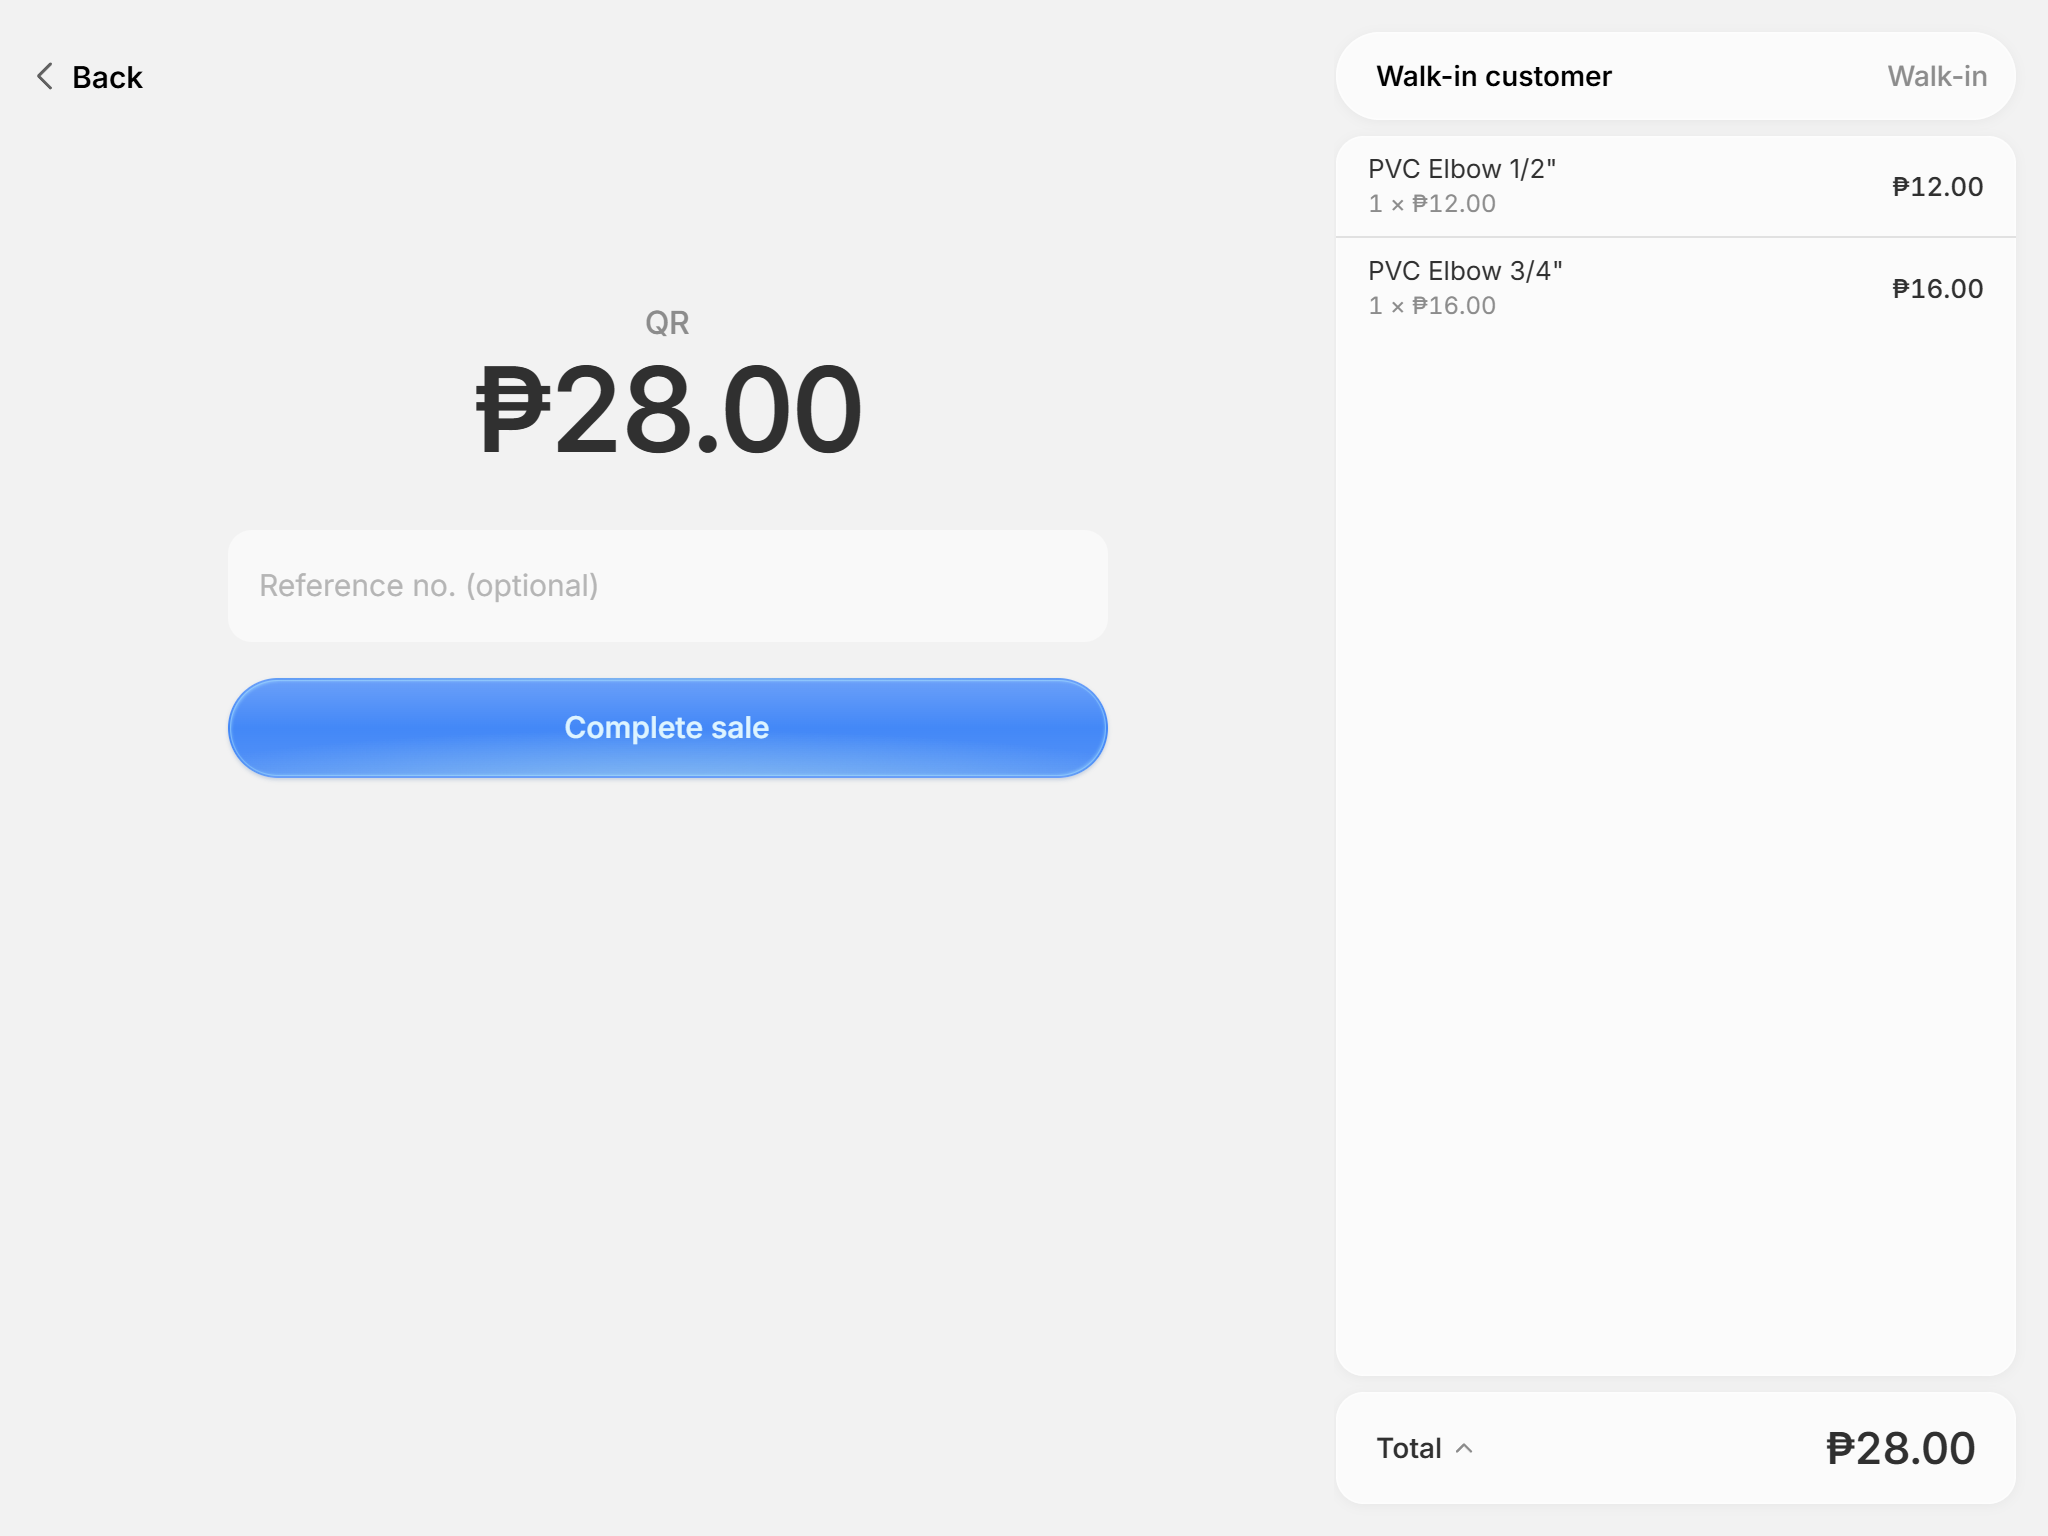 Back
QR
₱28.00
Reference no. (optional)
Complete sale
Walk-in customer Walk-in
PVC Elbow 1/2" ₱12.00
1 × ₱12.00
PVC Elbow 3/4" ₱16.00
1 × ₱16.00
Total ₱28.00